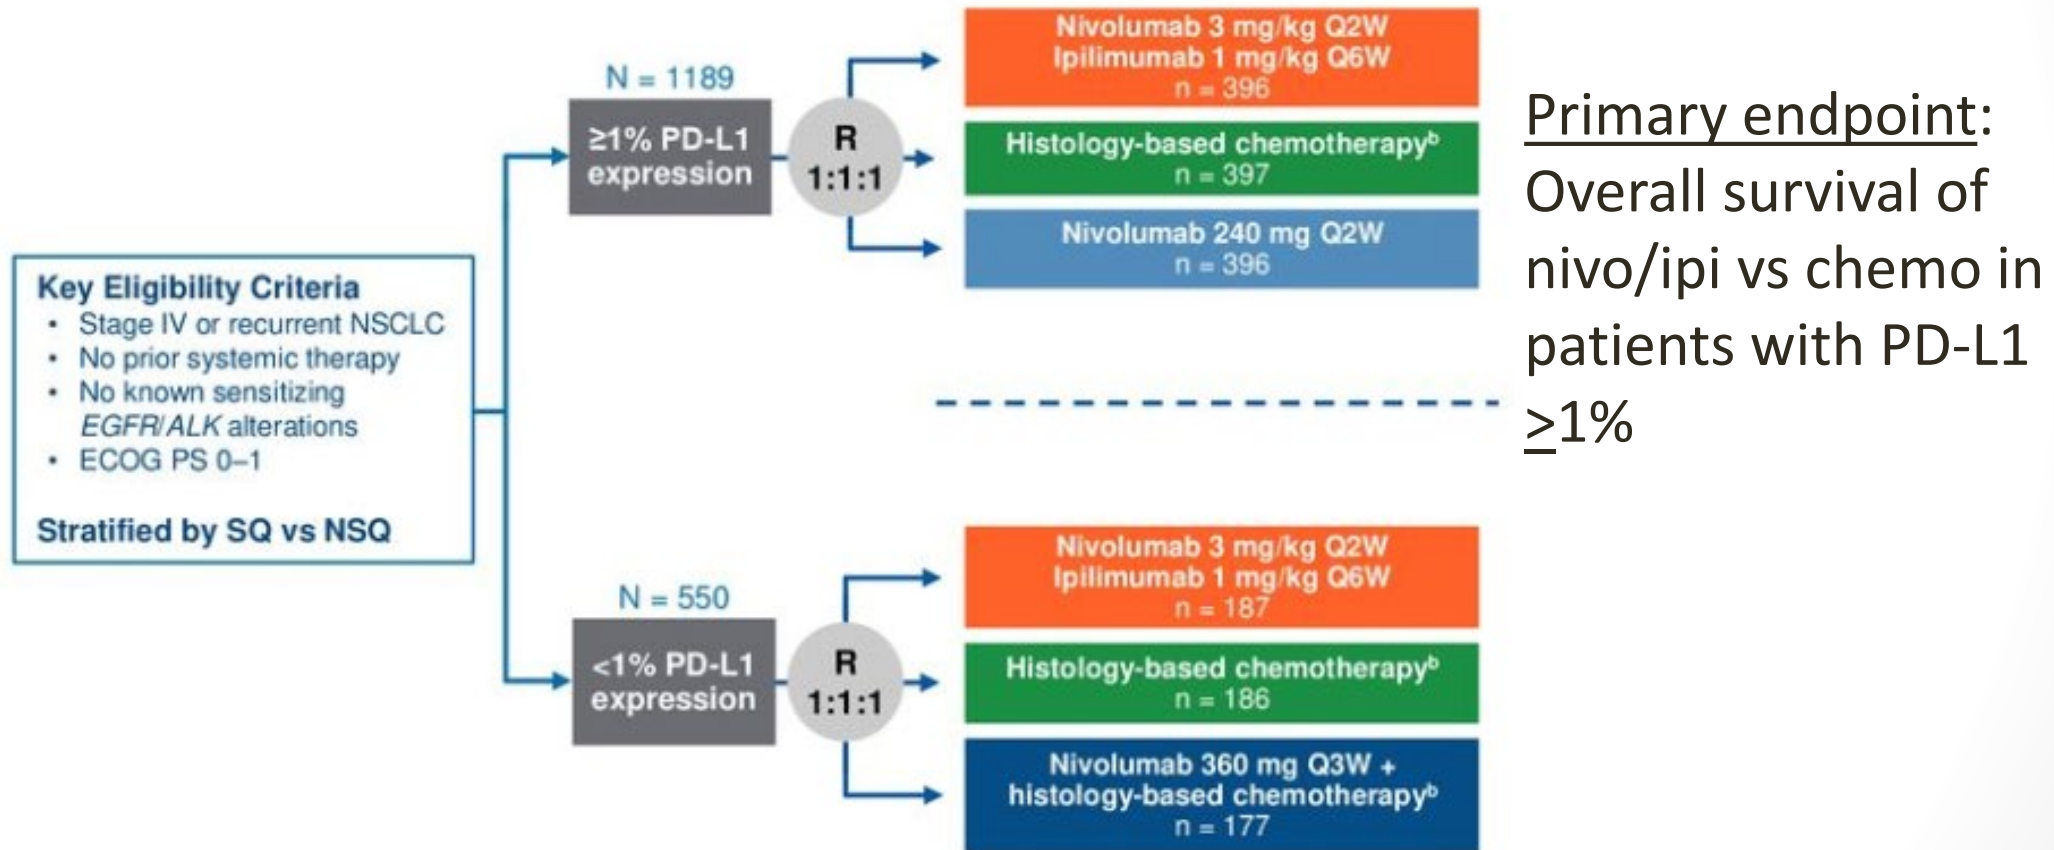 Key Eligibility Criteria
• Stage IV or recurrent NSCLC
• No prior systemic therapy
• No known sensitizing
EGFR/ALK alterations
• ECOG PS 0–1
Stratified by SQ vs NSQ
N = 1189
≥1% PD-L1
expression
R
1:1:1
Nivolumab 3 mg/kg Q2W
Ipilimumab 1 mg/kg Q6W
n = 396
Histology-based chemotherapyᵇ
n = 397
Nivolumab 240 mg Q2W
n = 396
N = 550
<1% PD-L1
expression
R
1:1:1
Nivolumab 3 mg/kg Q2W
Ipilimumab 1 mg/kg Q6W
n = 187
Histology-based chemotherapyᵇ
n = 186
Nivolumab 360 mg Q3W +
histology-based chemotherapyᵇ
n = 177
Primary endpoint:
Overall survival of
nivo/ipi vs chemo in
patients with PD-L1
≥1%